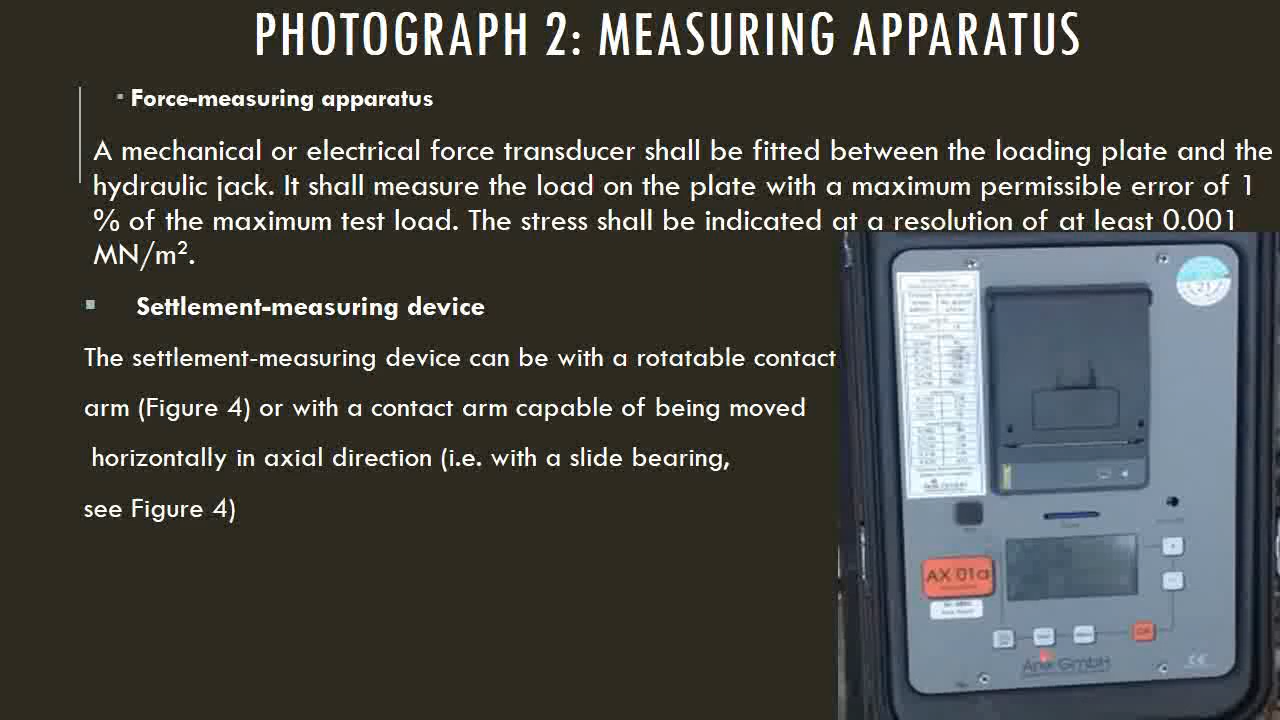 PHOTOGRAPH 2: MEASURING APPARATUS
▪ Force-measuring apparatus
A mechanical or electrical force transducer shall be fitted between the loading plate and the
hydraulic jack. It shall measure the load on the plate with a maximum permissible error of 1
% of the maximum test load. The stress shall be indicated at a resolution of at least 0.001
MN/m².
▪ Settlement-measuring device
The settlement-measuring device can be with a rotatable contact
arm (Figure 4) or with a contact arm capable of being moved
horizontally in axial direction (i.e. with a slide bearing,
see Figure 4)
21
AX 01a
GmbH
CE